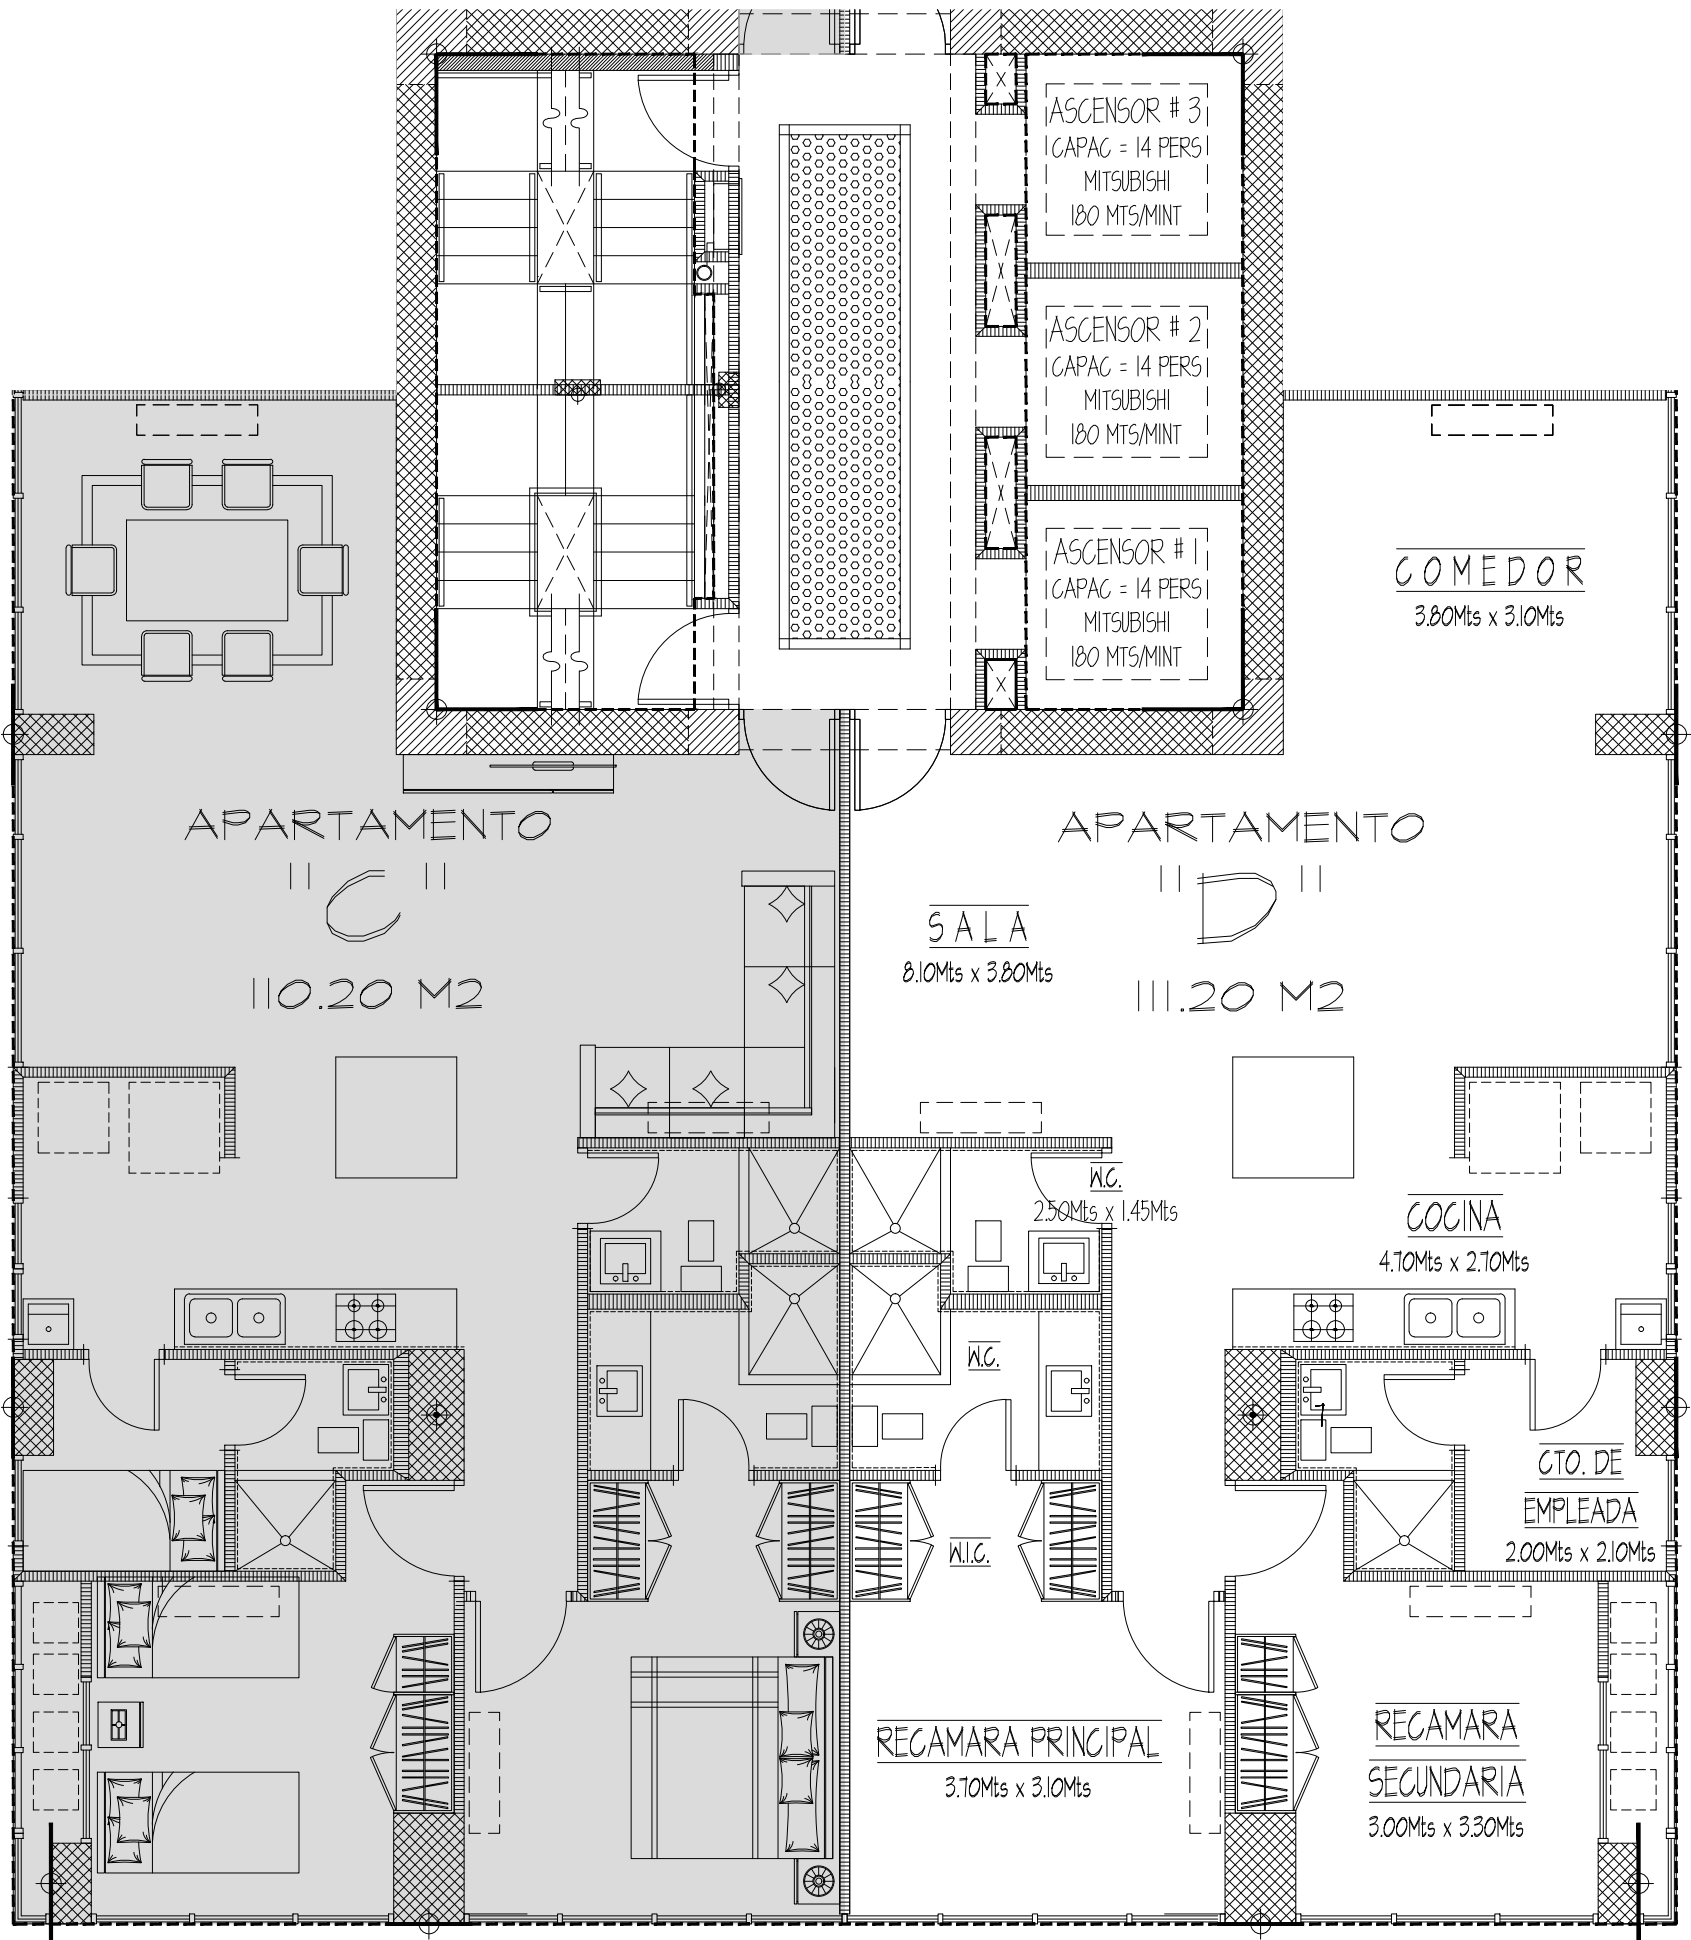 ASCENSOR # 3
CAPAC = 14 PERS
MITSUBISHI
180 MTS/MINT
ASCENSOR # 2
CAPAC = 14 PERS
MITSUBISHI
180 MTS/MINT
ASCENSOR # 1
CAPAC = 14 PERS
MITSUBISHI
180 MTS/MINT
COMEDOR
3.80Mts x 3.10Mts
APARTAMENTO
"C"
110.20 M2
APARTAMENTO
"D"
111.20 M2
SALA
8.10Mts x 3.80Mts
W.C.
2.50Mts x 1.45Mts
COCINA
4.70Mts x 2.70Mts
W.C.
CTO. DE
EMPLEADA
2.00Mts x 2.10Mts
W.I.C.
RECAMARA PRINCIPAL
3.70Mts x 3.10Mts
RECAMARA
SECUNDARIA
3.00Mts x 3.30Mts